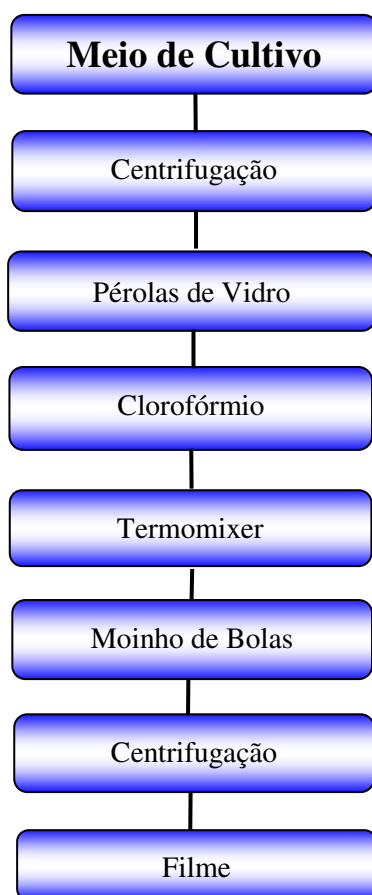 Meio de Cultivo
Centrifugação
Pérolas de Vidro
Clorofórmio
Termomixer
Moinho de Bolas
Centrifugação
Filme